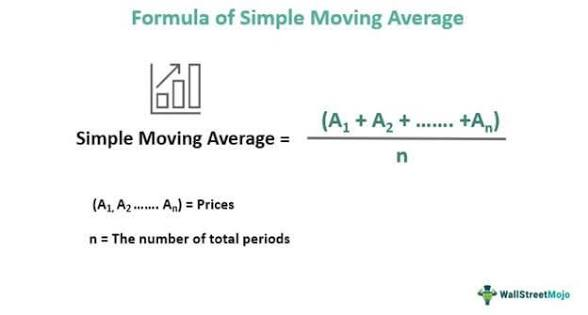 Formula of Simple Moving Average
Simple Moving Average =
(A₁ + A₂ + ....... +Aₙ)
n
(A₁, A₂ ....... Aₙ) = Prices
n = The number of total periods
WallStreetMojo